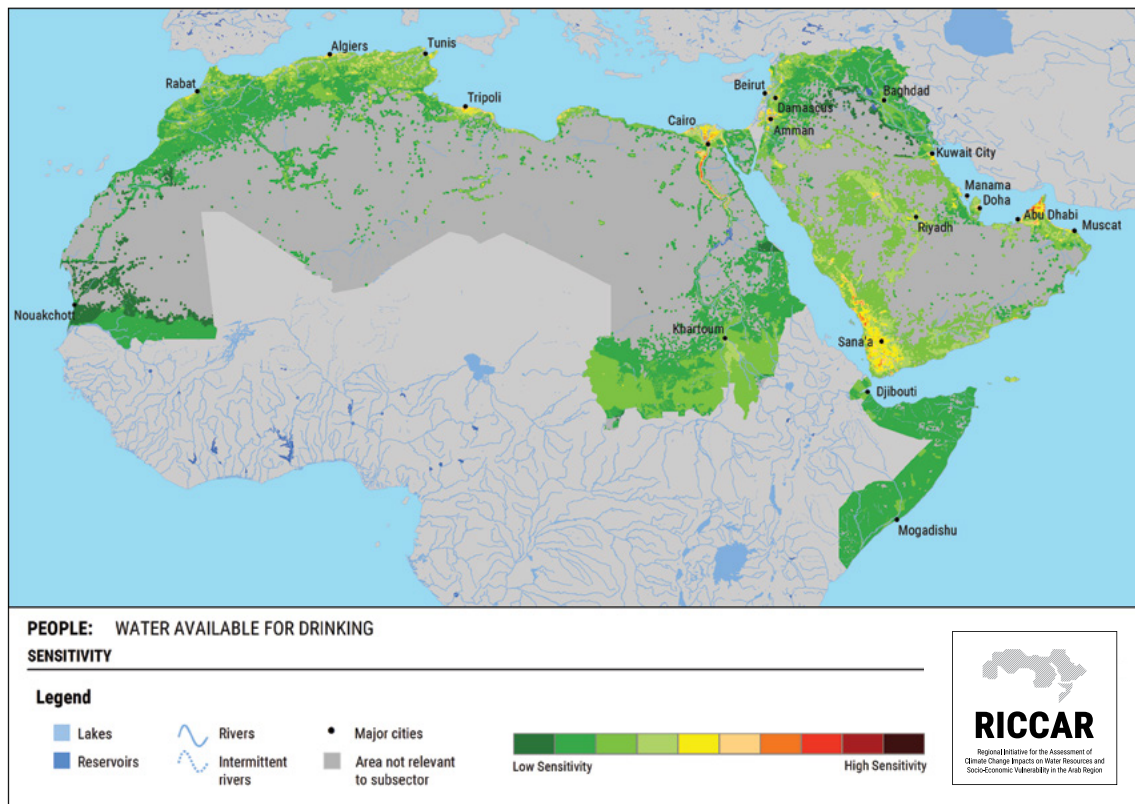 Algiers
Tunis
Rabat
Tripoli
Beirut
Baghdad
Damascus
Cairo
Amman
Kuwait City
Manama
Doha
Abu Dhabi
Muscat
Riyadh
Nouakchott
Khartoum
Sana'a
Djibouti
Mogadishu
PEOPLE: WATER AVAILABLE FOR DRINKING
SENSITIVITY
Legend
Lakes
Reservoirs
Rivers
Intermittent
rivers
Major cities
Area not relevant
to subsector
Low Sensitivity
High Sensitivity
RICCAR
Regional Initiative for the Assessment of
Climate Change Impacts on Water Resources and
Socio-Economic Vulnerability in the Arab Region